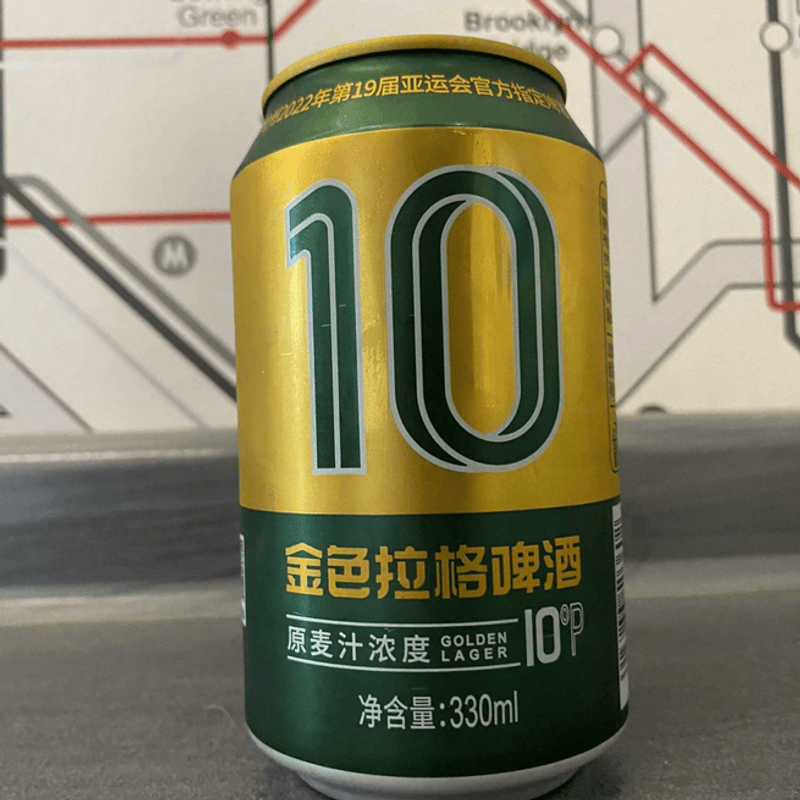 Green
Brooklyn
2022年第19届亚运会官方指定
M
10
金色拉格啤酒
原麦汁浓度 GOLDEN LAGER 10°P
净含量:330ml